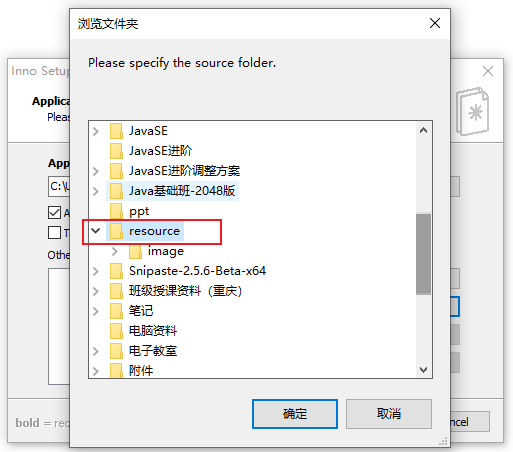 浏览文件夹
Please specify the source folder.
Inno Setup
Applica
Plea
App
C:\U
A
T
Othe
JavaSE
JavaSE进阶
JavaSE进阶调整方案
Java基础班-2048版
ppt
resource
image
Snipaste-2.5.6-Beta-x64
班级授课资料（重庆）
笔记
电脑资料
电子教室
附件
确定
取消
bold = req
ncel